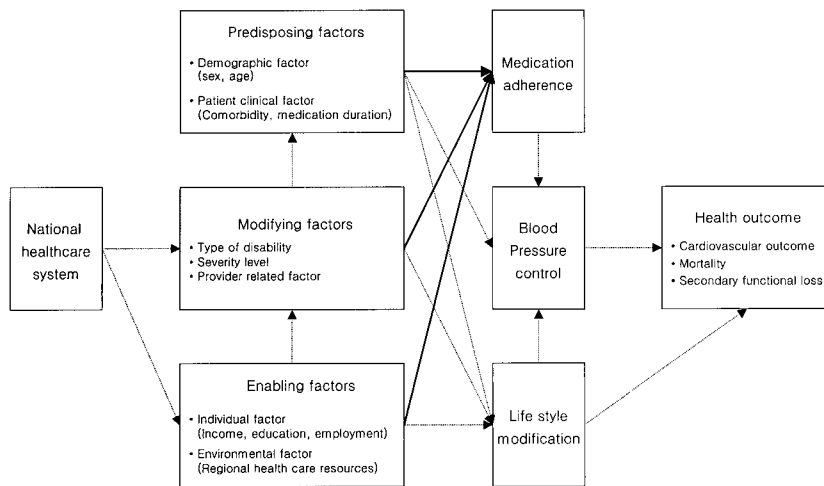 Predisposing factors
• Demographic factor
(sex, age)
• Patient clinical factor
(Comorbidity, medication duration)
Medication
adherence
National
healthcare
system
Modifying factors
• Type of disability
• Severity level
• Provider related factor
Blood
Pressure
control
Health outcome
• Cardiovascular outcome
• Mortality
• Secondary functional loss
Enabling factors
• Individual factor
(Income, education, employment)
• Environmental factor
(Regional health care resources)
Life style
modification